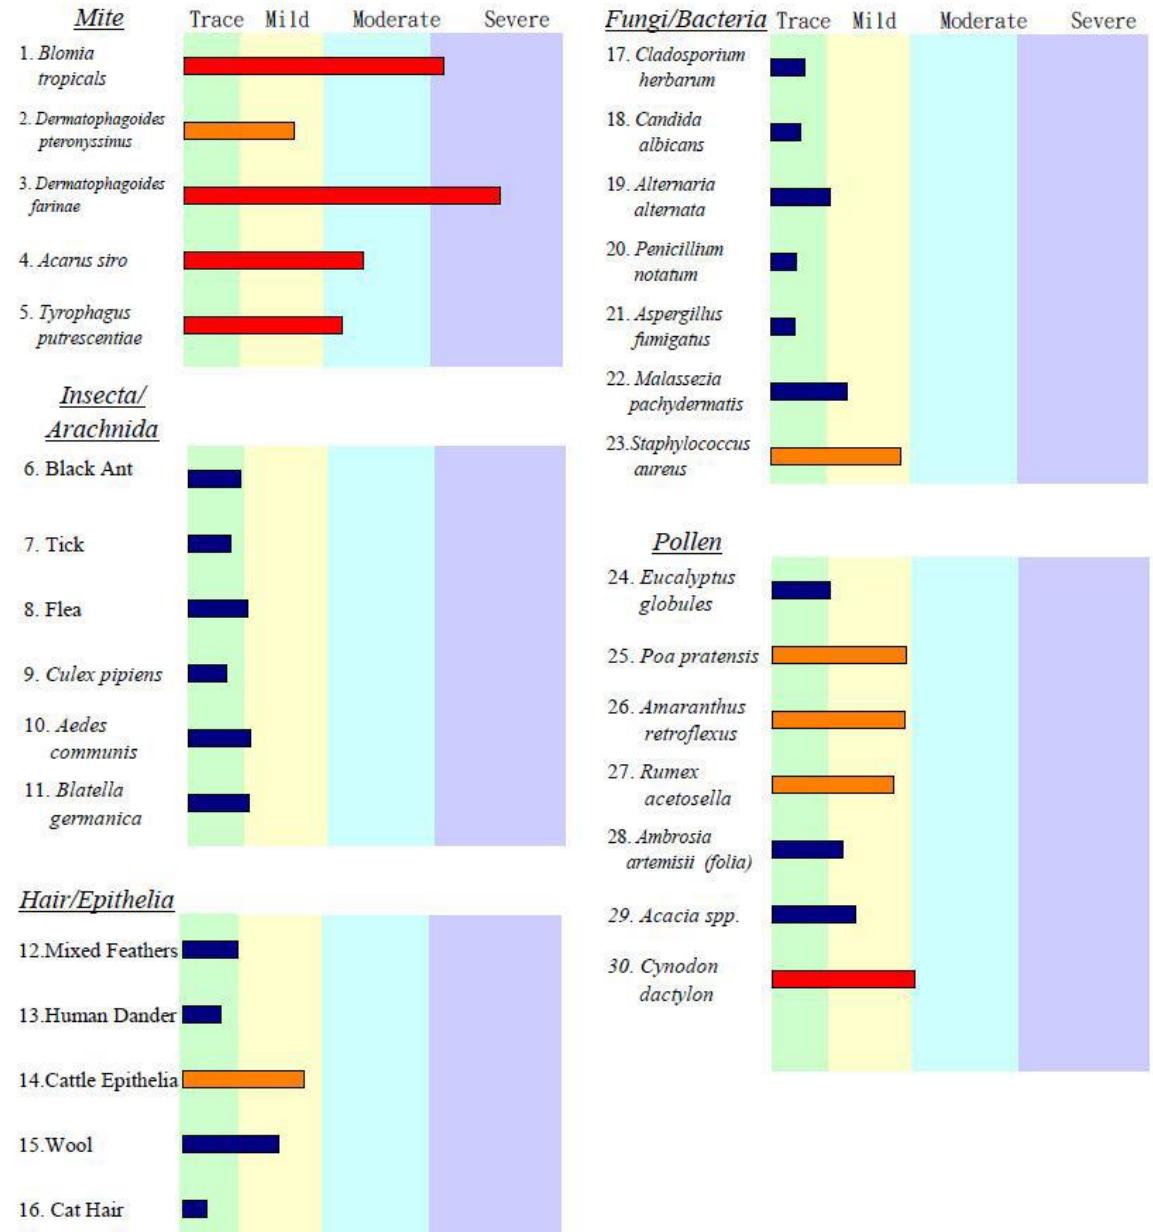 Mite Trace Mild Moderate Severe
1. Blomia
tropicals
2. Dermatophagoides
pteronyssinus
3. Dermatophagoides
farinae
4. Acarus siro
5. Tyrophagus
putrescentiae
Insecta/
Arachnida
6. Black Ant
7. Tick
8. Flea
9. Culex pipiens
10. Aedes
communis
11. Blatella
germanica
Hair/Epithelia
12.Mixed Feathers
13.Human Dander
14.Cattle Epithelia
15.Wool
16. Cat Hair
Fungi/Bacteria Trace Mild Moderate Severe
17. Cladosporium
herbarum
18. Candida
albicans
19. Alternaria
alternata
20. Penicillium
notatum
21. Aspergillus
fumigatus
22. Malassezia
pachydermatis
23.Staphylococcus
aureus
Pollen
24. Eucalyptus
globules
25. Poa pratensis
26. Amaranthus
retroflexus
27. Rumex
acetosella
28. Ambrosia
artemisii (folia)
29. Acacia spp.
30. Cynodon
dactylon